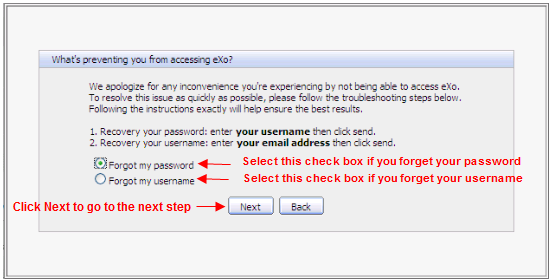 What's preventing you from accessing eXo?
We apologize for any inconvenience you're experiencing by not being able to access eXo.
To resolve this issue as quickly as possible, please follow the troubleshooting steps below.
Following the instructions exactly will help ensure the best results.
1. Recovery your password: enter your username then click send.
2. Recovery your username: enter your email address then click send.
Forgot my password Select this check box if you forget your password
Forgot my username Select this check box if you forget your username
Click Next to go to the next step Next Back